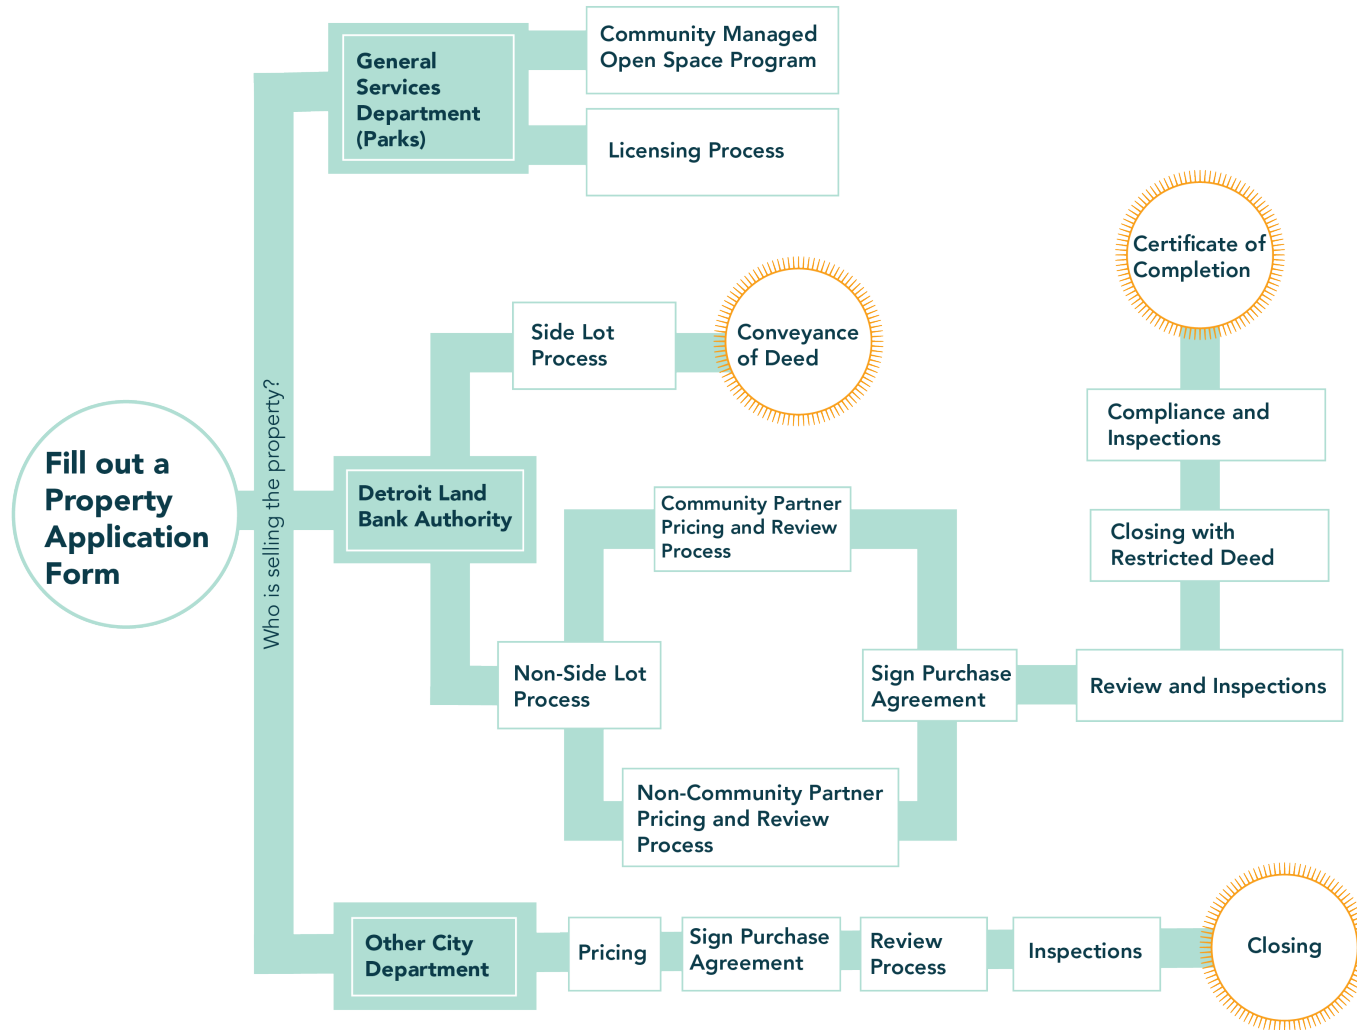 Fill out a
Property
Application
Form
Who is selling the property?
General
Services
Department
(Parks)
Community Managed
Open Space Program
Licensing Process
Detroit Land
Bank Authority
Side Lot
Process
Conveyance
of Deed
Non-Side Lot
Process
Community Partner
Pricing and Review
Process
Non-Community Partner
Pricing and Review
Process
Sign Purchase
Agreement
Review and Inspections
Closing with
Restricted Deed
Compliance and
Inspections
Certificate of
Completion
Other City
Department
Pricing
Sign Purchase
Agreement
Review
Process
Inspections
Closing